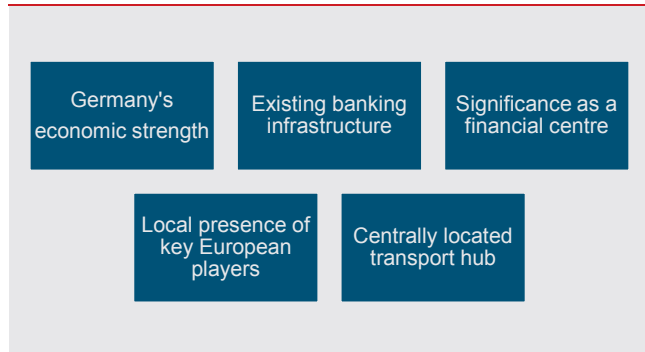 Germany's
economic strength
Existing banking
infrastructure
Significance as a
financial centre
Local presence of
key European
players
Centrally located
transport hub